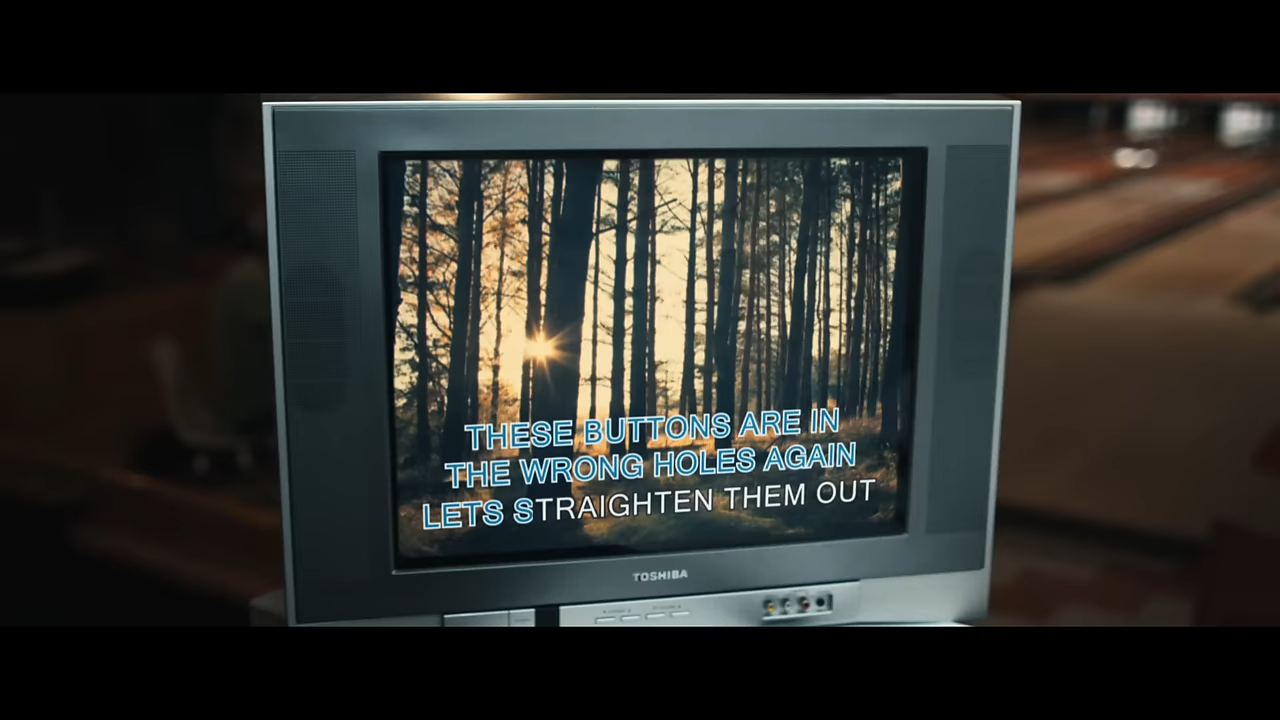 THESE BUTTONS ARE IN
THE WRONG HOLES AGAIN
LETS STRAIGHTEN THEM OUT
TOSHIBA